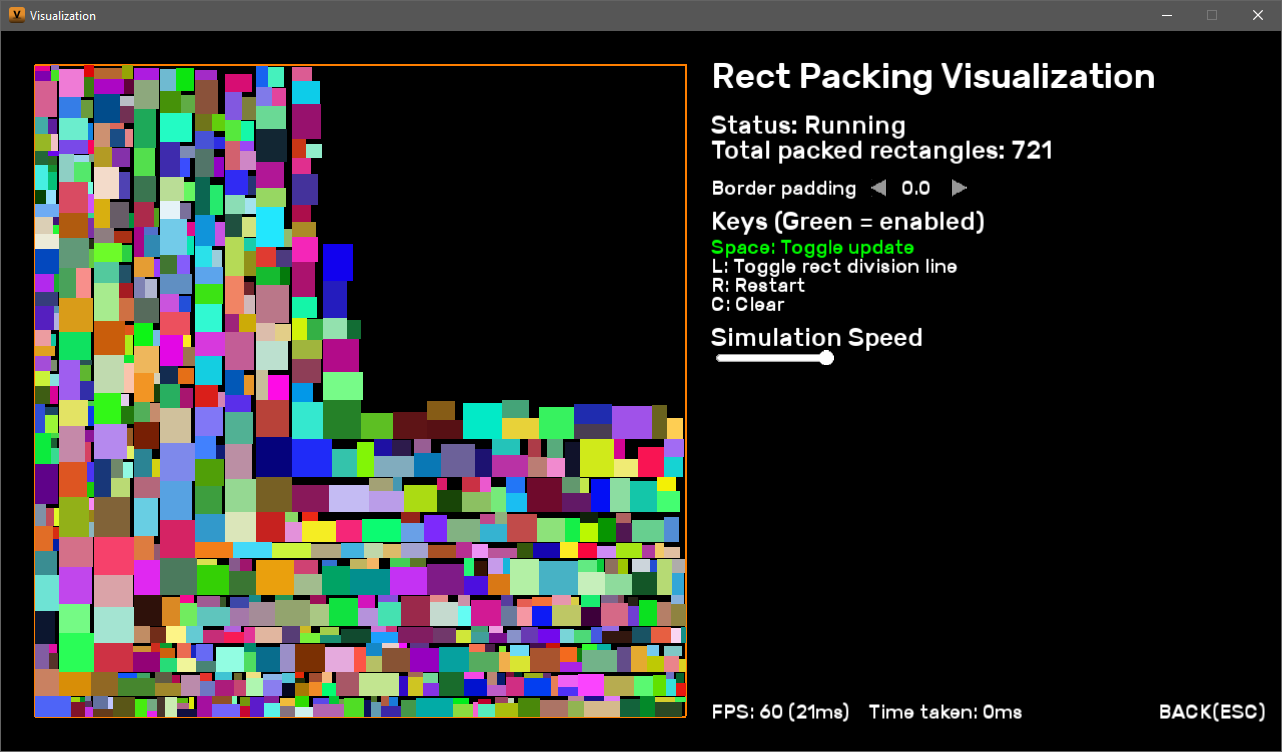 Visualization
Rect Packing Visualization
Status: Running
Total packed rectangles: 721
Border padding 0.0
Keys (Green = enabled)
Space: Toggle update
L: Toggle rect division line
R: Restart
C: Clear
Simulation Speed
FPS: 60 (21ms) Time taken: 0ms BACK(ESC)